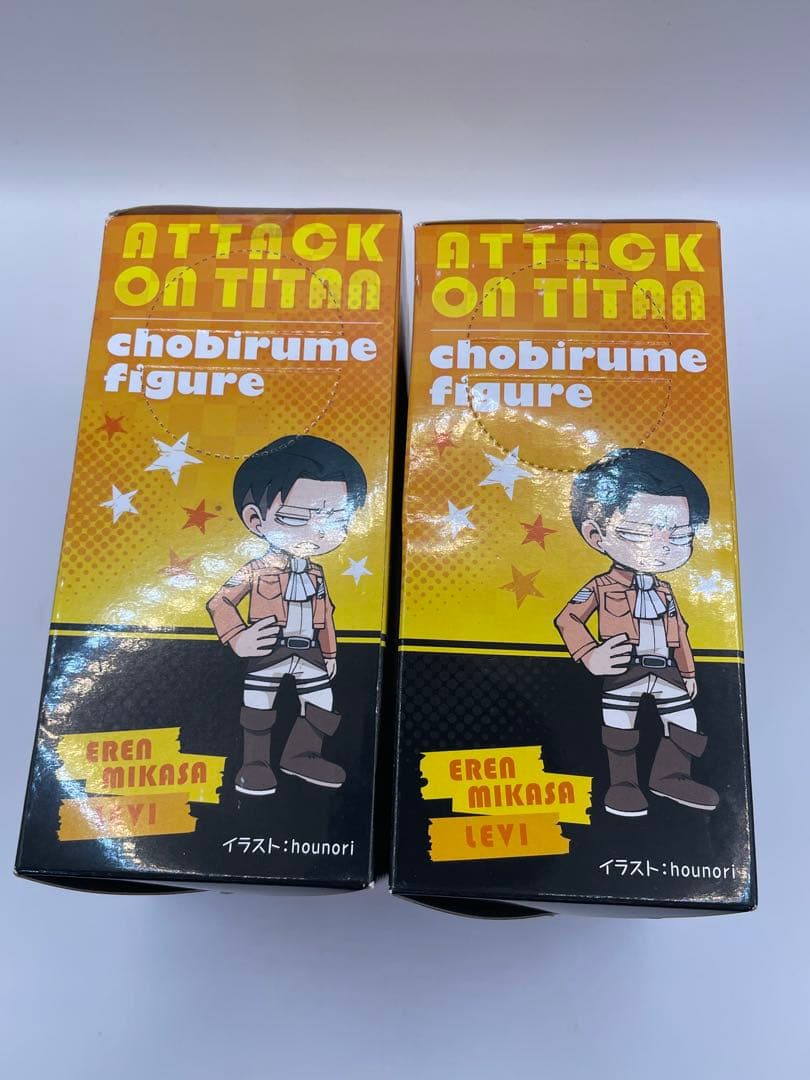 ATTACK
ON TITAN
chobirume
figure
EREN
MIKASA
LEVI
イラスト:hounori
ATTACK
ON TITAN
chobirume
figure
EREN
MIKASA
LEVI
イラスト:hounori